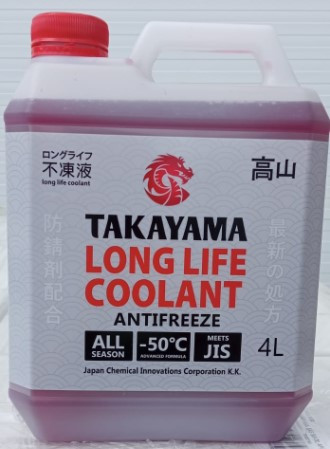 ロングライフ
不凍液
long life coolant
高山
TAKAYAMA
LONG LIFE
COOLANT
ANTIFREEZE
防錆剤配合
最新の処方
ALL
SEASON
-50°C
ADVANCED FORMULA
MEETS
JIS
4L
Japan Chemical Innovations Corporation K.K.